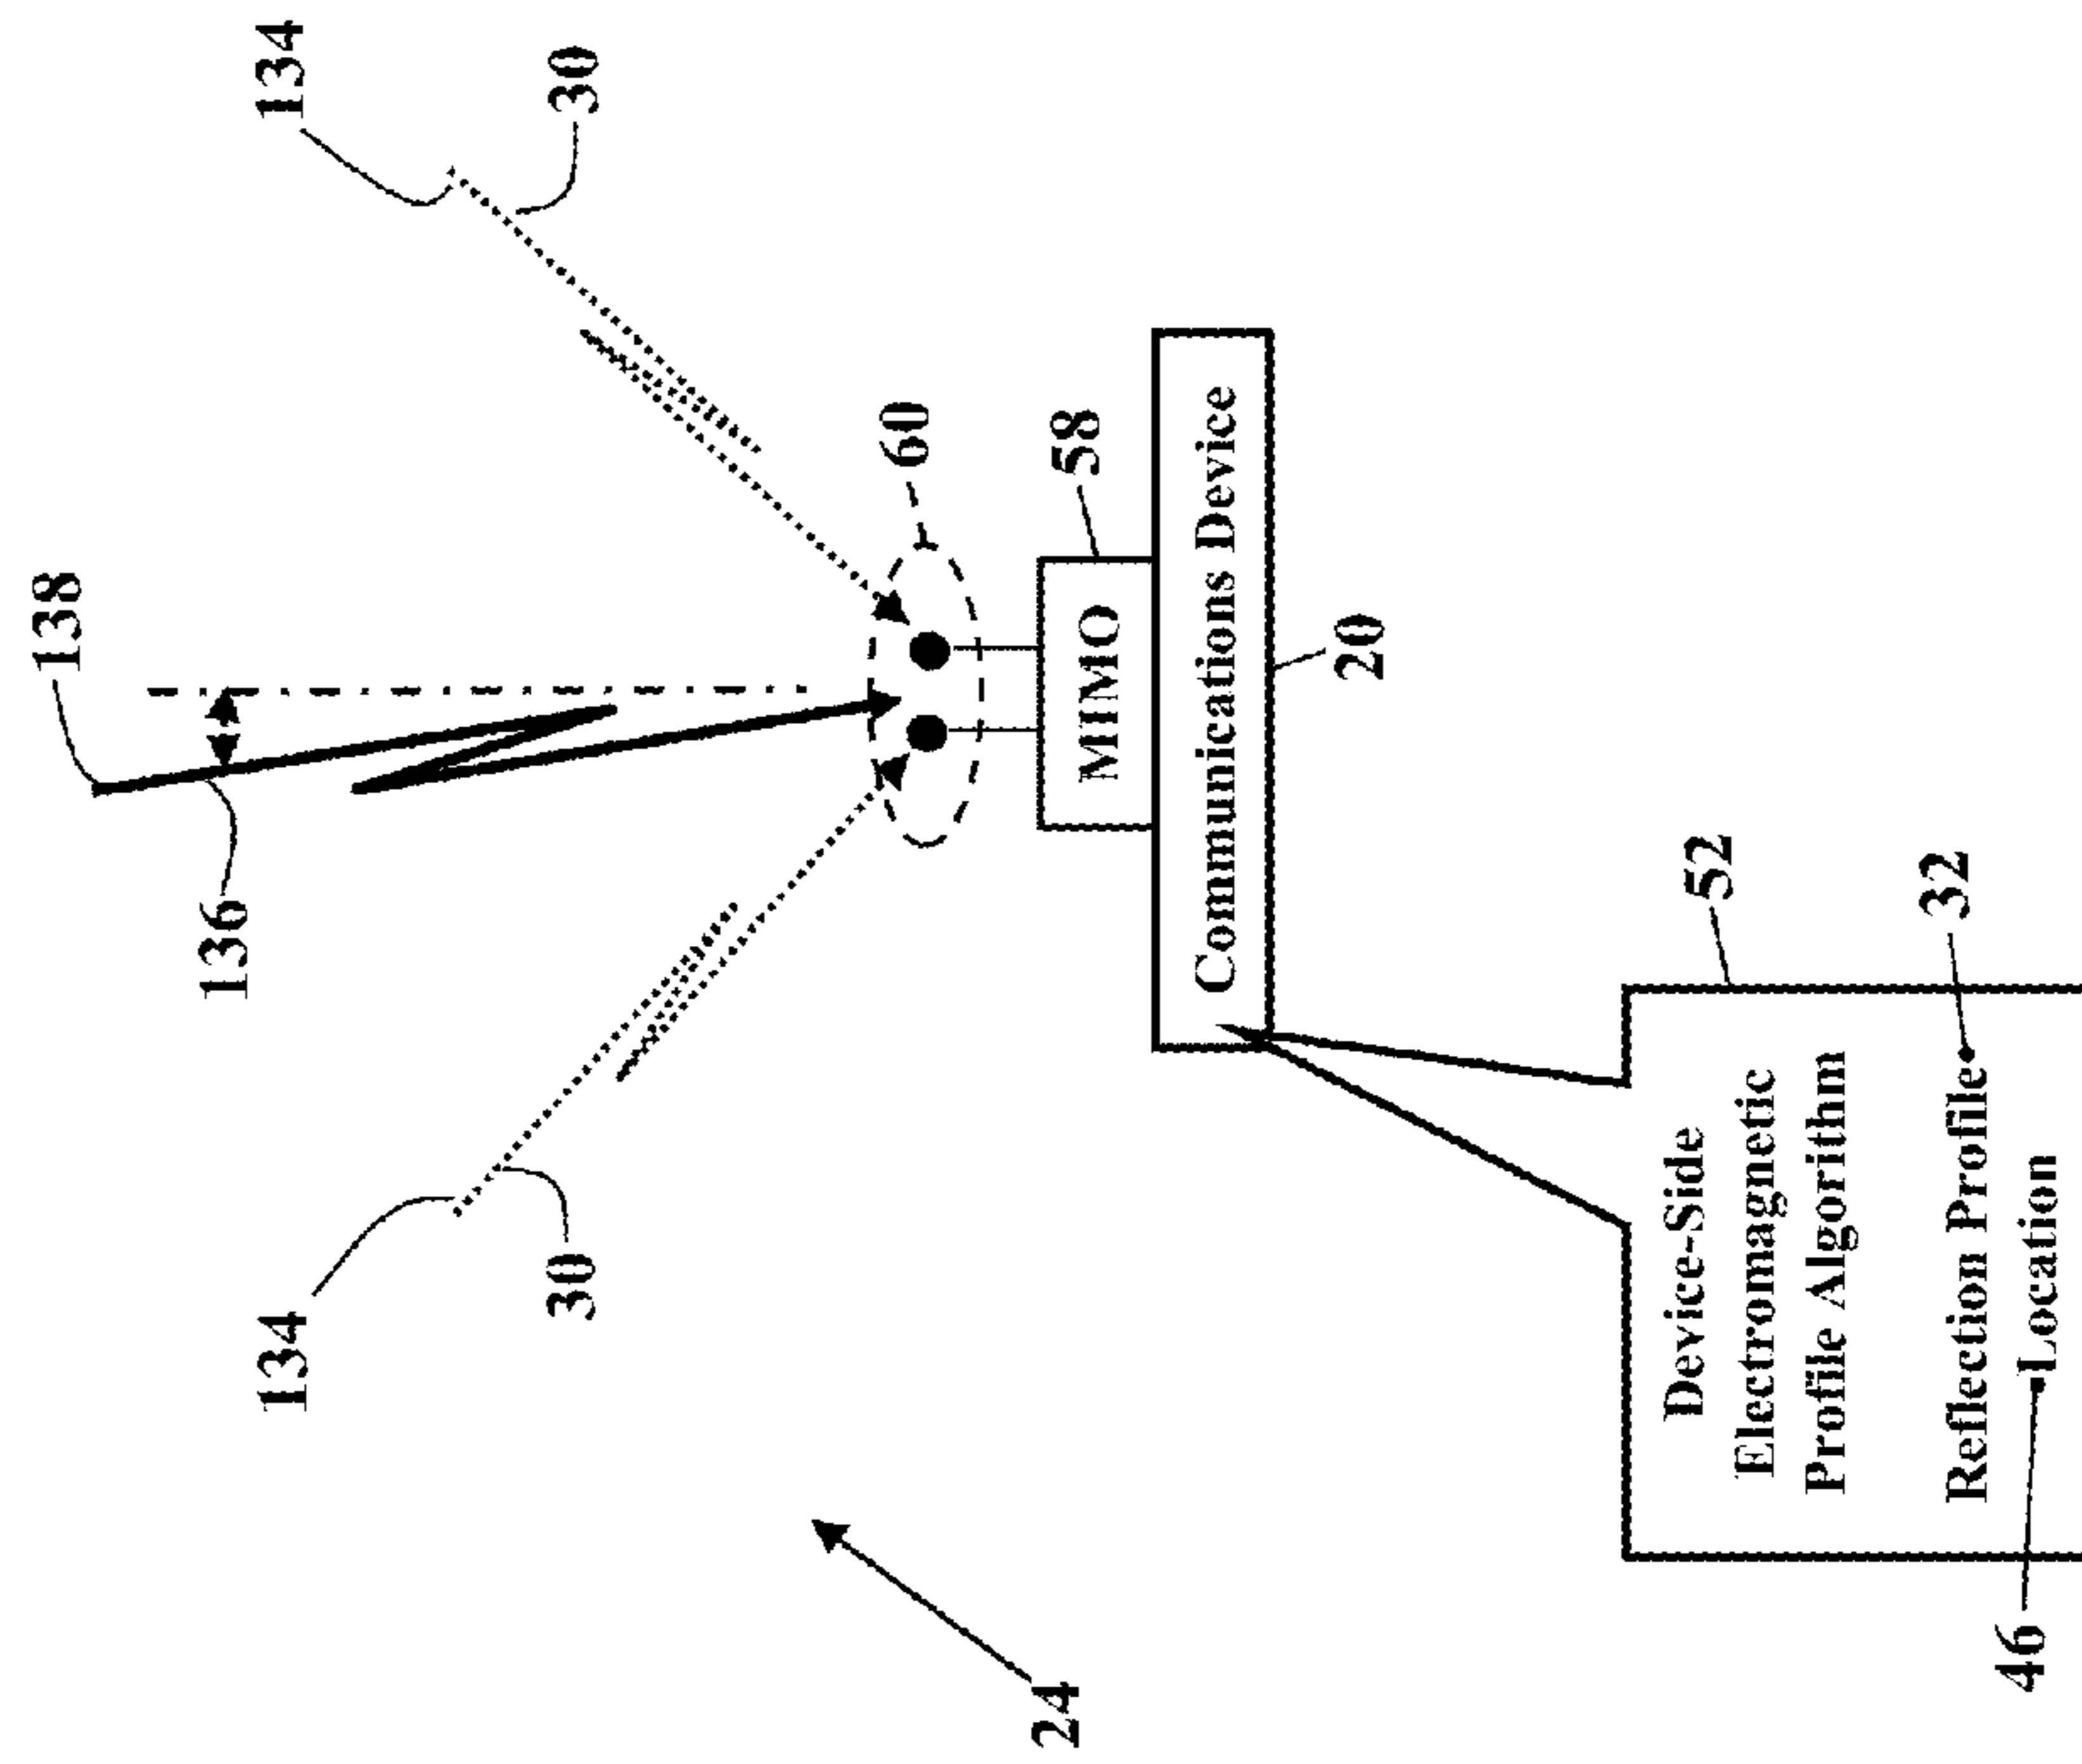 138
136
134
134
30
30
60
24
58
MIMO
Communications Device
20
52
Device-Side
Electromagnetic
Profile Algorithm
32
Reflection Profile
46
Location